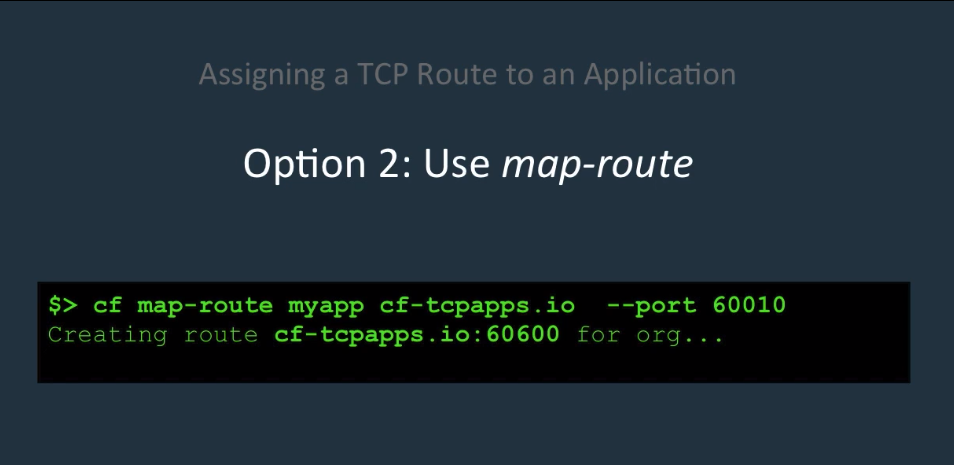 Assigning a TCP Route to an Application
Option 2: Use map-route
$> cf map-route myapp cf-tcpapps.io  --port 60010
Creating route cf-tcpapps.io:60600 for org...